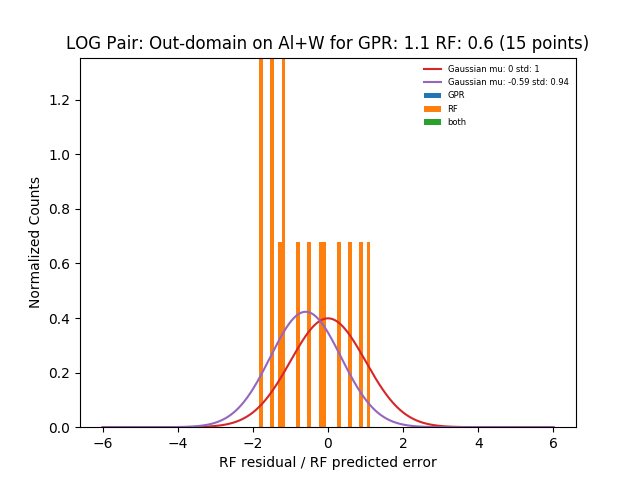 LOG Pair: Out-domain on Al+W for GPR: 1.1 RF: 0.6 (15 points)
Gaussian mu: 0 std: 1
Gaussian mu: -0.59 std: 0.94
GPR
RF
both
Normalized Counts
1.2
1.0
0.8
0.6
0.4
0.2
0.0
−6
−4
−2
0
2
4
6
RF residual / RF predicted error